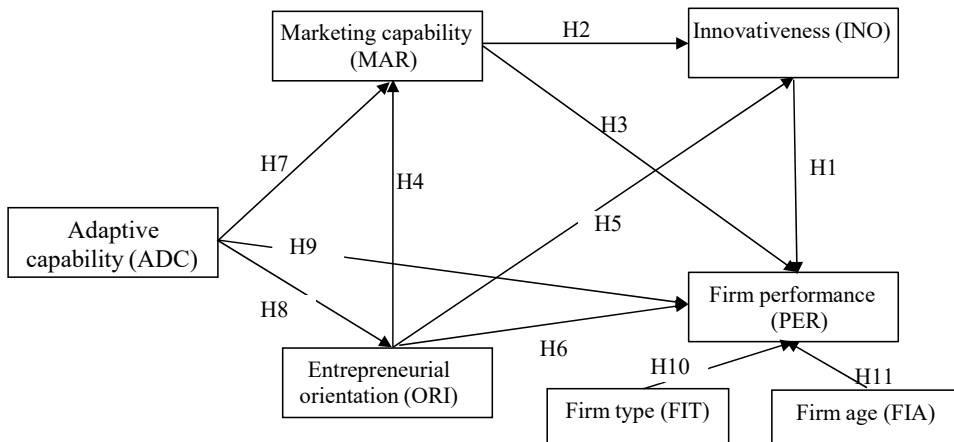 Marketing capability
(MAR)
H2
Innovativeness (INO)
H3
H7
H4
H1
Adaptive
capability (ADC)
H9
H5
H8
Firm performance
(PER)
Entrepreneurial
orientation (ORI)
H6
H10
H11
Firm type (FIT)
Firm age (FIA)